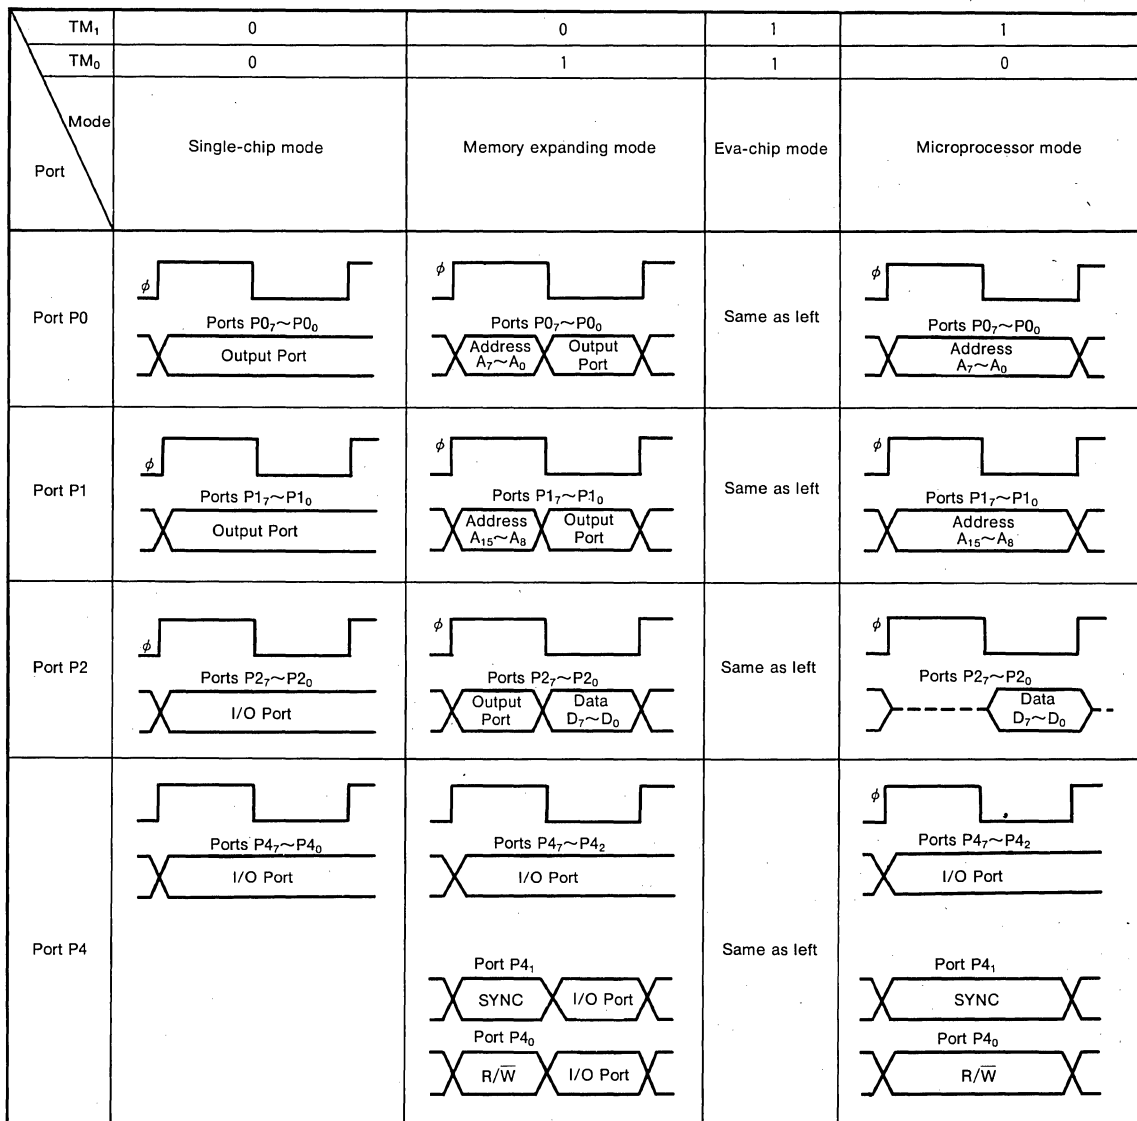 TM₁ 0 0 1 1
TM₀ 0 1 1 0
Mode
Port
Single-chip mode Memory expanding mode Eva-chip mode Microprocessor mode
Port P0
ϕ
Ports P0₇~P0₀
Output Port
ϕ
Ports P0₇~P0₀
Address
A₇~A₀
Output
Port
Same as left
ϕ
Ports P0₇~P0₀
Address
A₇~A₀
Port P1
ϕ
Ports P1₇~P1₀
Output Port
ϕ
Ports P1₇~P1₀
Address
A₁₅~A₈
Output
Port
Same as left
ϕ
Ports P1₇~P1₀
Address
A₁₅~A₈
Port P2
ϕ
Ports P2₇~P2₀
I/O Port
ϕ
Ports P2₇~P2₀
Output
Port
Data
D₇~D₀
Same as left
ϕ
Ports P2₇~P2₀
Data
D₇~D₀
Port P4
Ports P4₇~P4₀
I/O Port
Ports P4₇~P4₂
I/O Port
Port P4₁
SYNC I/O Port
Port P4₀
R/W̅ I/O Port
Same as left
ϕ
Ports P4₇~P4₂
I/O Port
Port P4₁
SYNC
Port P4₀
R/W̅